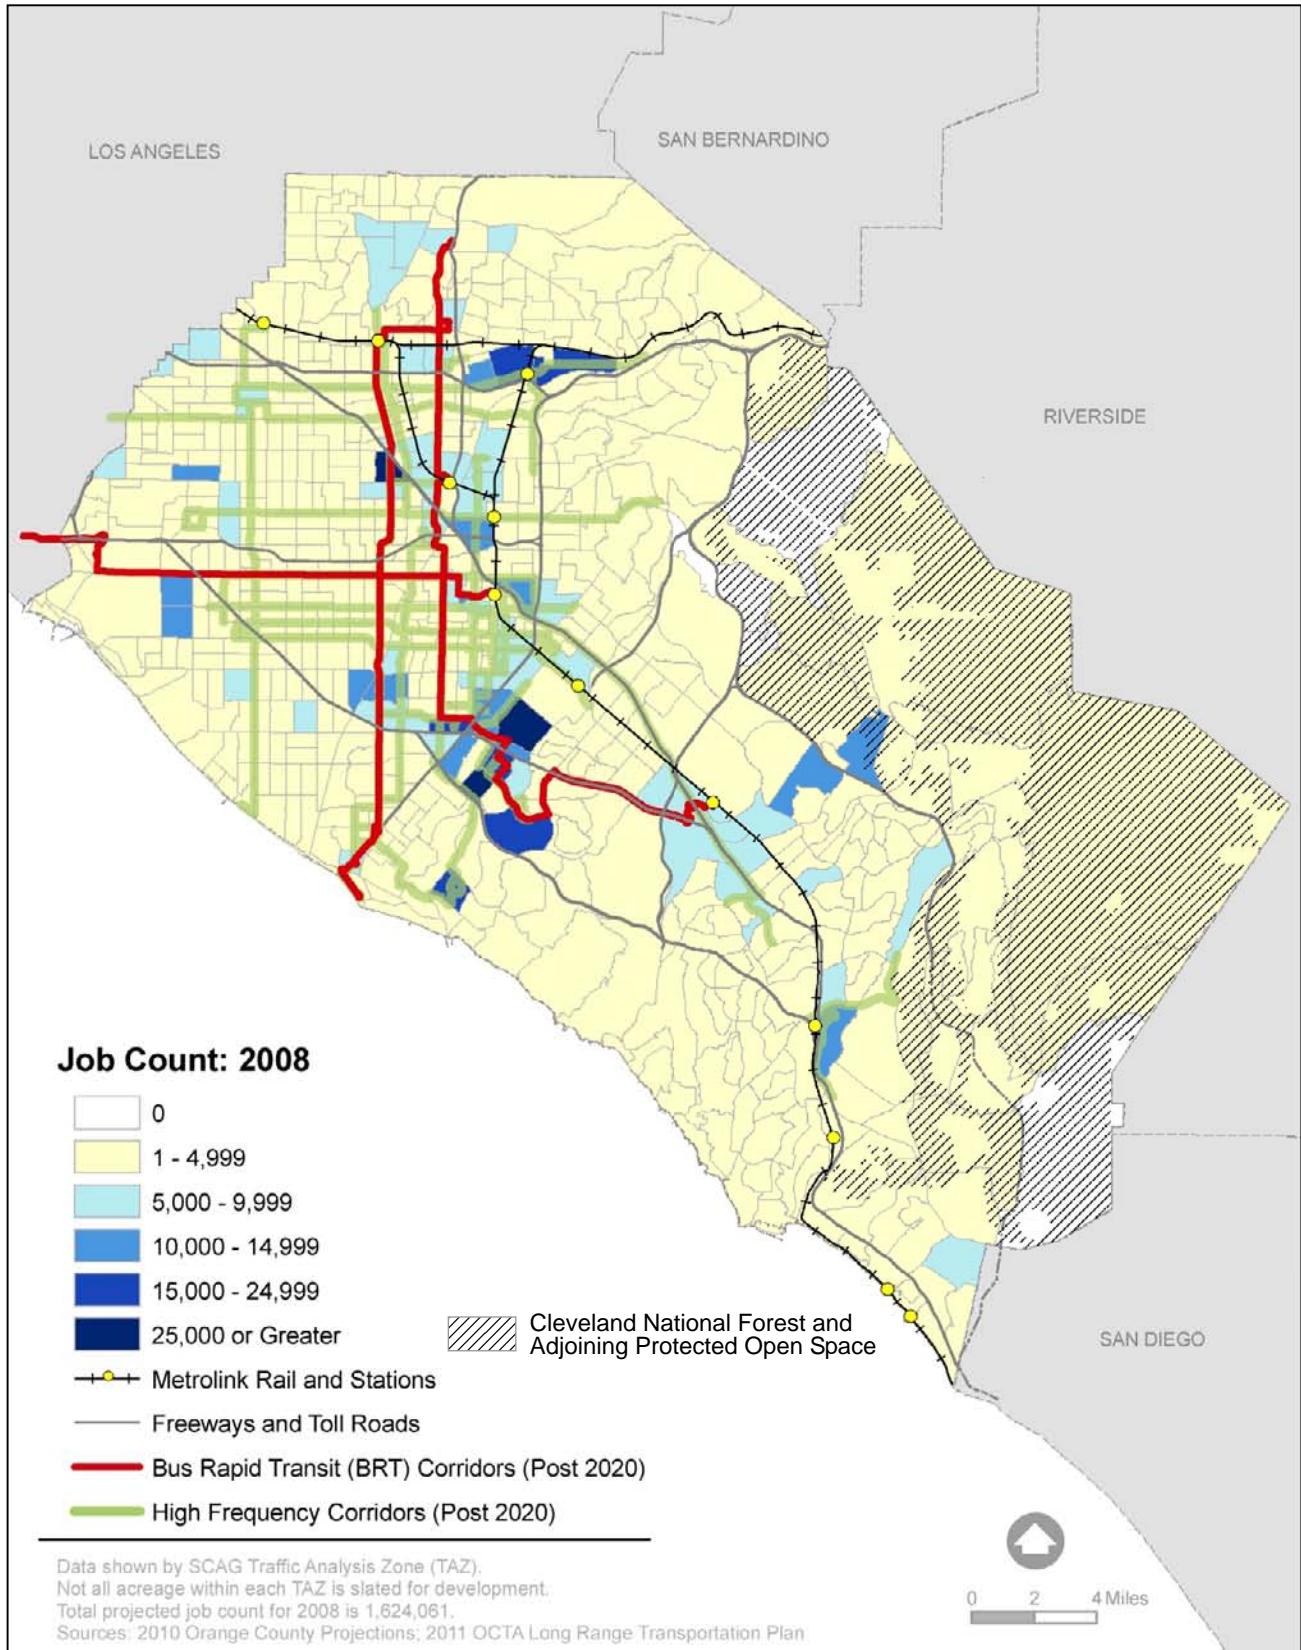 LOS ANGELES
SAN BERNARDINO
RIVERSIDE
SAN DIEGO
Job Count: 2008
0
1 - 4,999
5,000 - 9,999
10,000 - 14,999
15,000 - 24,999
25,000 or Greater
Cleveland National Forest and
Adjoining Protected Open Space
Metrolink Rail and Stations
Freeways and Toll Roads
Bus Rapid Transit (BRT) Corridors (Post 2020)
High Frequency Corridors (Post 2020)
Data shown by SCAG Traffic Analysis Zone (TAZ).
Not all acreage within each TAZ is slated for development.
Total projected job count for 2008 is 1,624,061.
Sources: 2010 Orange County Projections; 2011 OCTA Long Range Transportation Plan
0 2 4 Miles